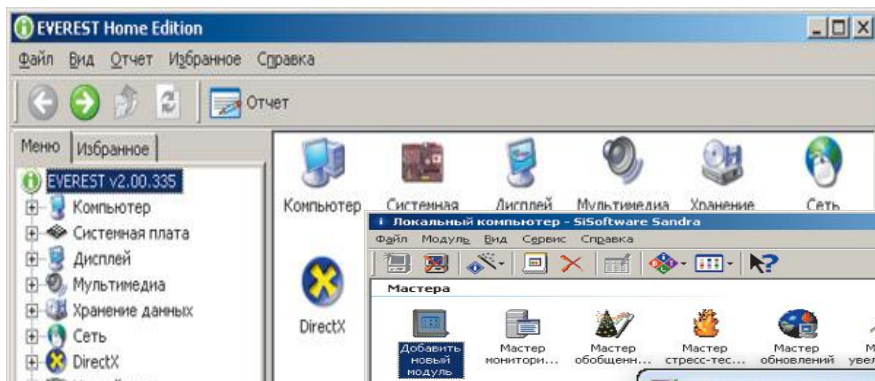 EVEREST Home Edition
Файл Вид Отчет Избранное Справка
Отчет
Меню Избранное
EVEREST v2.00.335
Компьютер
Системная плата
Дисплей
Мультимедиа
Хранение данных
Сеть
DirectX
Компьютер Системная Дисплей Мультимедиа Хранение Сеть
DirectX
Локальный компьютер - SiSoftware Sandra
Файл Модуль Вид Сервис Справка
Мастера
Добавить новый модуль
Мастер монитори...
Мастер обобщенн...
Мастер стресс-тес...
Мастер обновлений